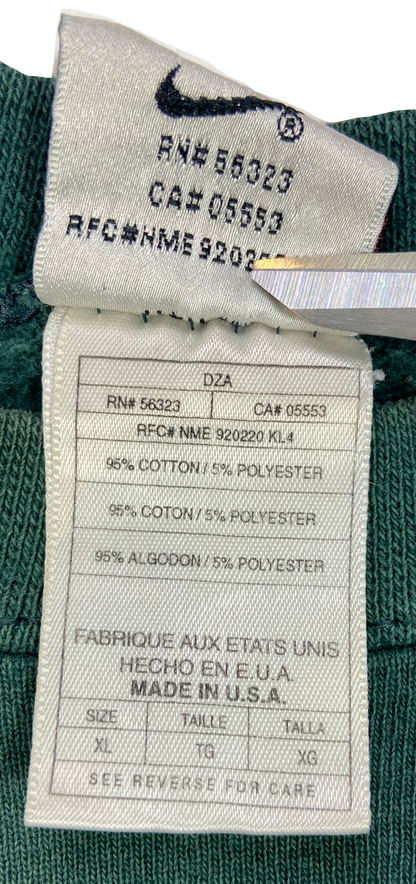 ®
RN# 56323
CA# 05553
RFC#NME
DZA
RN# 56323 CA# 05553
RFC# NME 920220 KL4
95% COTTON / 5% POLYESTER
95% COTON / 5% POLYESTER
95% ALGODON / 5% POLYESTER
FABRIQUE AUX ETATS UNIS
HECHO EN E.U.A.
MADE IN U.S.A.
SIZE TAILLE TALLA
XL TG XG
SEE REVERSE FOR CARE